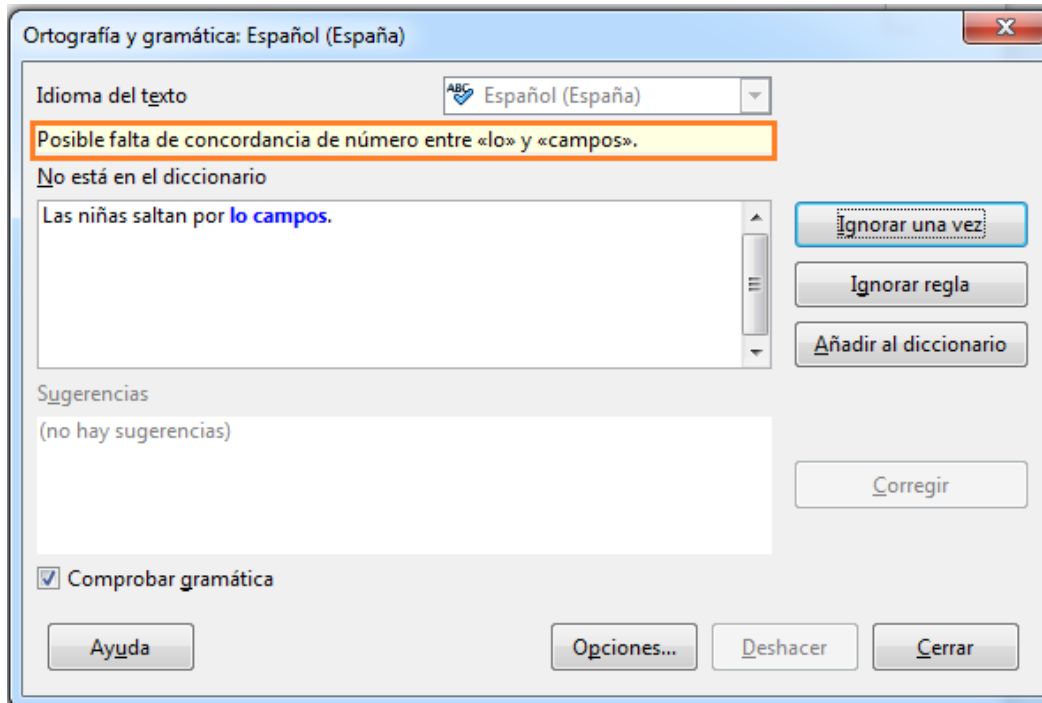 Ortografía y gramática: Español (España)
Idioma del texto
ABC Español (España)
Posible falta de concordancia de número entre «lo» y «campos».
No está en el diccionario
Las niñas saltan por lo campos.
Ignorar una vez
Ignorar regla
Añadir al diccionario
Sugerencias
(no hay sugerencias)
Corregir
Comprobar gramática
Ayuda
Opciones...
Deshacer
Cerrar